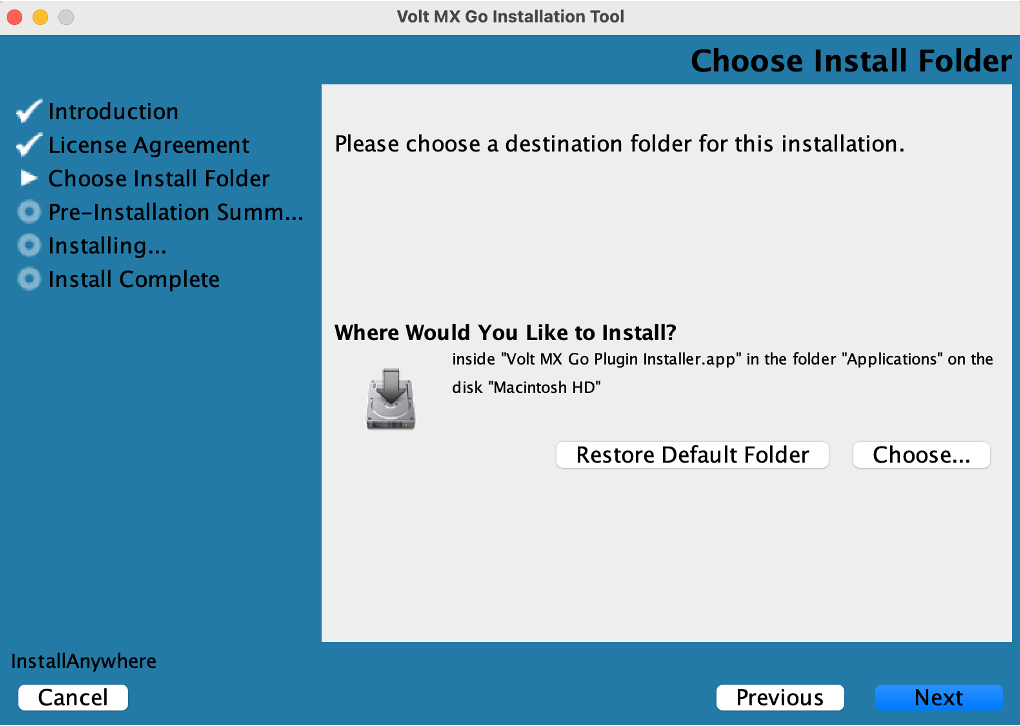 Volt MX Go Installation Tool
Choose Install Folder
Introduction
License Agreement
Choose Install Folder
Pre-Installation Summ...
Installing...
Install Complete
Please choose a destination folder for this installation.
Where Would You Like to Install?
inside "Volt MX Go Plugin Installer.app" in the folder "Applications" on the
disk "Macintosh HD"
Restore Default Folder
Choose...
InstallAnywhere
Cancel
Previous
Next